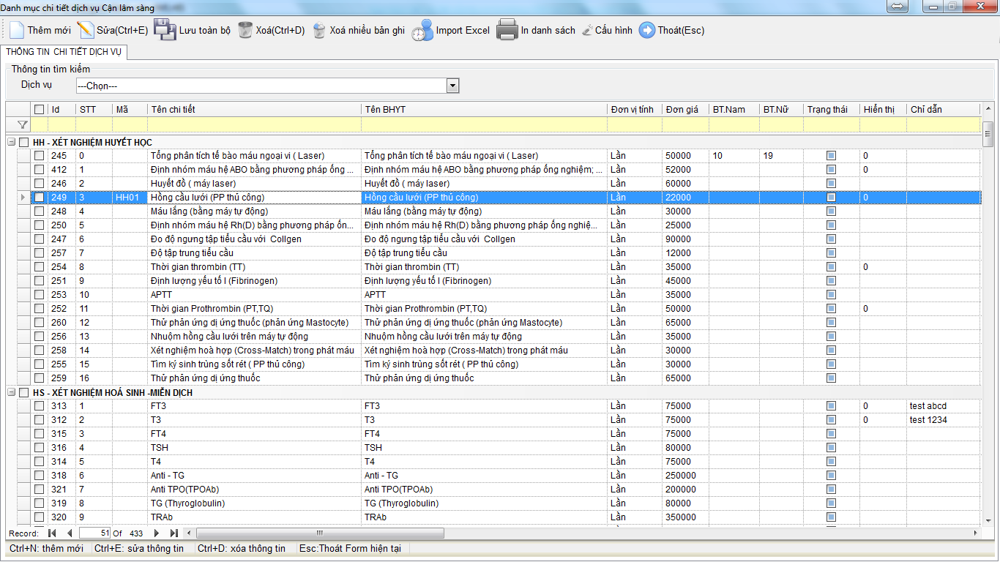 Danh mục chi tiết dịch vụ Cận lâm sàng
Thêm mới Sửa(Ctrl+E) Lưu toàn bộ Xoá(Ctrl+D) Xoá nhiều bản ghi Import Excel In danh sách Cấu hình Thoát(Esc)
THÔNG TIN CHI TIẾT DỊCH VỤ
Thông tin tìm kiếm
Dịch vụ ---Chọn---
Id STT Mã Tên chi tiết Tên BHYT Đơn vị tính Đơn giá BT.Nam BT.Nữ Trạng thái Hiển thị Chỉ dẫn
HH - XÉT NGHIỆM HUYẾT HỌC
245 0 Tổng phân tích tế bào máu ngoại vi ( Laser) Tổng phân tích tế bào máu ngoại vi ( Laser) Lần 50000 10 19 0
412 1 Định nhóm máu hệ ABO bằng phương pháp ống ... Định nhóm máu hệ ABO bằng phương pháp ống nghiệm; ... Lần 52000 0
246 2 Huyết đồ ( máy laser) Huyết đồ ( máy laser) Lần 60000
249 3 HH01 Hồng cầu lưới (PP thủ công) Hồng cầu lưới (PP thủ công) Lần 22000 0
248 4 Máu lắng (bằng máy tự động) Máu lắng (bằng máy tự động) Lần 30000
250 5 Định nhóm máu hệ Rh(D) bằng phương pháp ốn... Định nhóm máu hệ Rh(D) bằng phương pháp ống nghiệ... Lần 25000
247 6 Đo độ ngưng tập tiểu cầu với Collgen Đo độ ngưng tập tiểu cầu với Collgen Lần 90000
257 7 Độ tập trung tiểu cầu Độ tập trung tiểu cầu Lần 12000
254 8 Thời gian thrombin (TT) Thời gian thrombin (TT) Lần 35000 0
251 9 Định lượng yếu tố I (Fibrinogen) Định lượng yếu tố I (Fibrinogen) Lần 45000
253 10 APTT APTT Lần 35000
252 11 Thời gian Prothrombin (PT,TQ) Thời gian Prothrombin (PT,TQ) Lần 50000 0
260 12 Thử phản ứng dị ứng thuốc (phản ứng Mastocyte) Thử phản ứng dị ứng thuốc (phản ứng Mastocyte) Lần 65000
256 13 Nhuộm hồng cầu lưới trên máy tự động Nhuộm hồng cầu lưới trên máy tự động Lần 35000
258 14 Xét nghiệm hoà hợp (Cross-Match) trong phát máu Xét nghiệm hoà hợp (Cross-Match) trong phát máu Lần 30000
255 15 Tìm ký sinh trùng sốt rét ( PP thủ công) Tìm ký sinh trùng sốt rét ( PP thủ công) Lần 30000
259 16 Thử phản ứng dị ứng thuốc Thử phản ứng dị ứng thuốc Lần 65000
HS - XÉT NGHIỆM HOÁ SINH -MIỄN DỊCH
313 1 FT3 FT3 Lần 75000 0 test abcd
312 2 T3 T3 Lần 75000 0 test 1234
315 3 FT4 FT4 Lần 75000
316 4 TSH TSH Lần 80000
314 5 T4 T4 Lần 75000
318 6 Anti - TG Anti - TG Lần 250000
321 7 Anti TPO(TPOAb) Anti TPO(TPOAb) Lần 200000
319 8 TG (Thyroglobulin) TG (Thyroglobulin) Lần 80000
320 9 TRAb TRAb Lần 350000
Record: 51 Of 433
Ctrl+N: thêm mới Ctrl+E: sửa thông tin Ctrl+D: xóa thông tin Esc:Thoát Form hiện tại